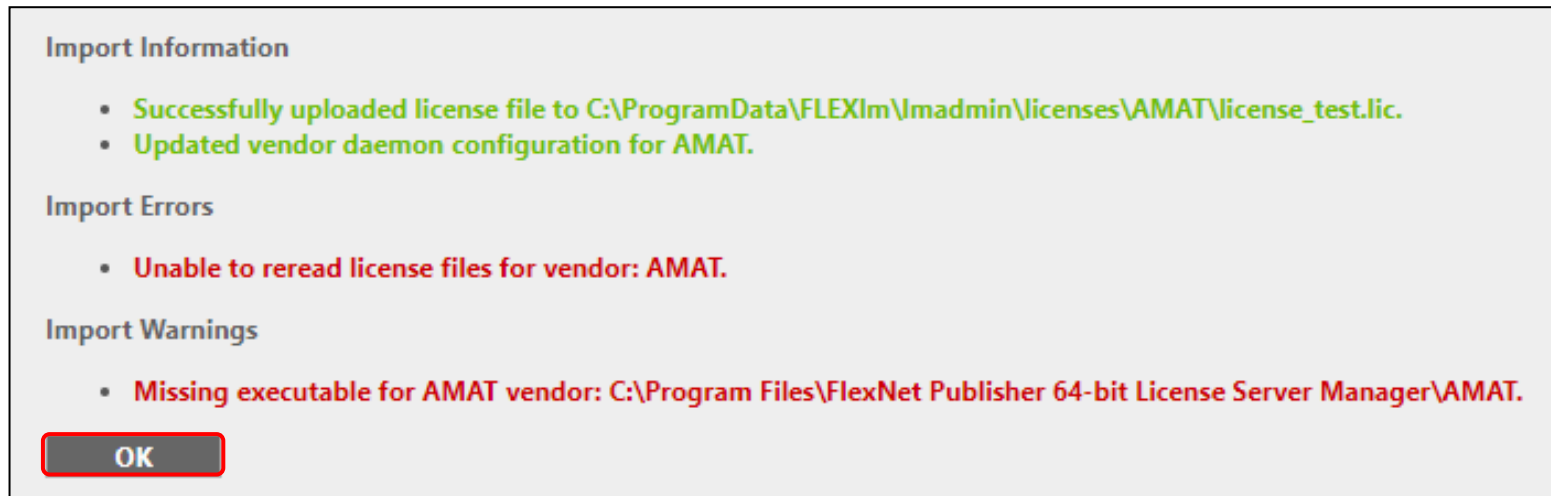 Import Information
• Successfully uploaded license file to C:\ProgramData\FLEXlm\lmadmin\licenses\AMAT\license_test.lic.
• Updated vendor daemon configuration for AMAT.
Import Errors
• Unable to reread license files for vendor: AMAT.
Import Warnings
• Missing executable for AMAT vendor: C:\Program Files\FlexNet Publisher 64-bit License Server Manager\AMAT.
OK